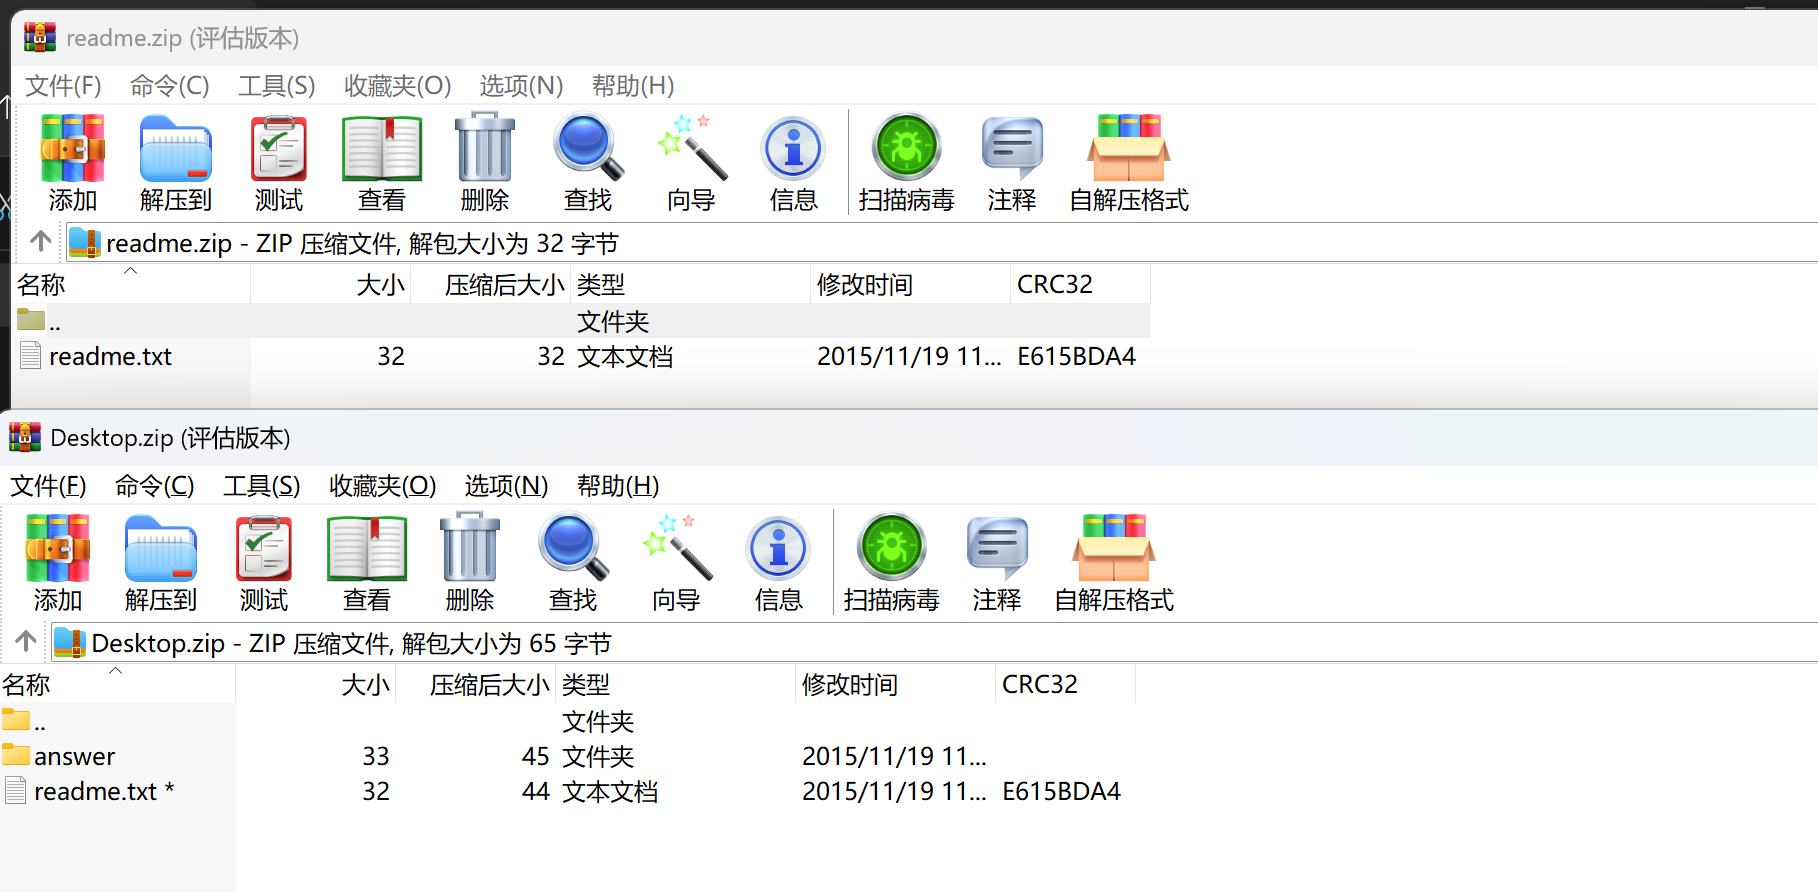 readme.zip (评估版本)
文件(F) 命令(C) 工具(S) 收藏夹(O) 选项(N) 帮助(H)
添加 解压到 测试 查看 删除 查找 向导 信息 扫描病毒 注释 自解压格式
readme.zip - ZIP 压缩文件, 解包大小为 32 字节
名称 大小 压缩后大小 类型 修改时间 CRC32
.. 文件夹
readme.txt 32 32 文本文档 2015/11/19 11... E615BDA4
Desktop.zip (评估版本)
文件(F) 命令(C) 工具(S) 收藏夹(O) 选项(N) 帮助(H)
添加 解压到 测试 查看 删除 查找 向导 信息 扫描病毒 注释 自解压格式
Desktop.zip - ZIP 压缩文件, 解包大小为 65 字节
名称 大小 压缩后大小 类型 修改时间 CRC32
.. 文件夹
answer 33 45 文件夹 2015/11/19 11...
readme.txt * 32 44 文本文档 2015/11/19 11... E615BDA4